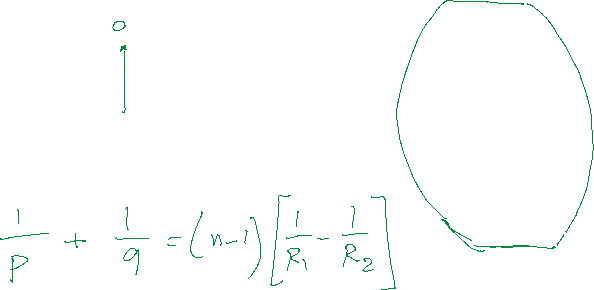 O
1/p + 1/q = (n-1)[1/R₁ - 1/R₂]